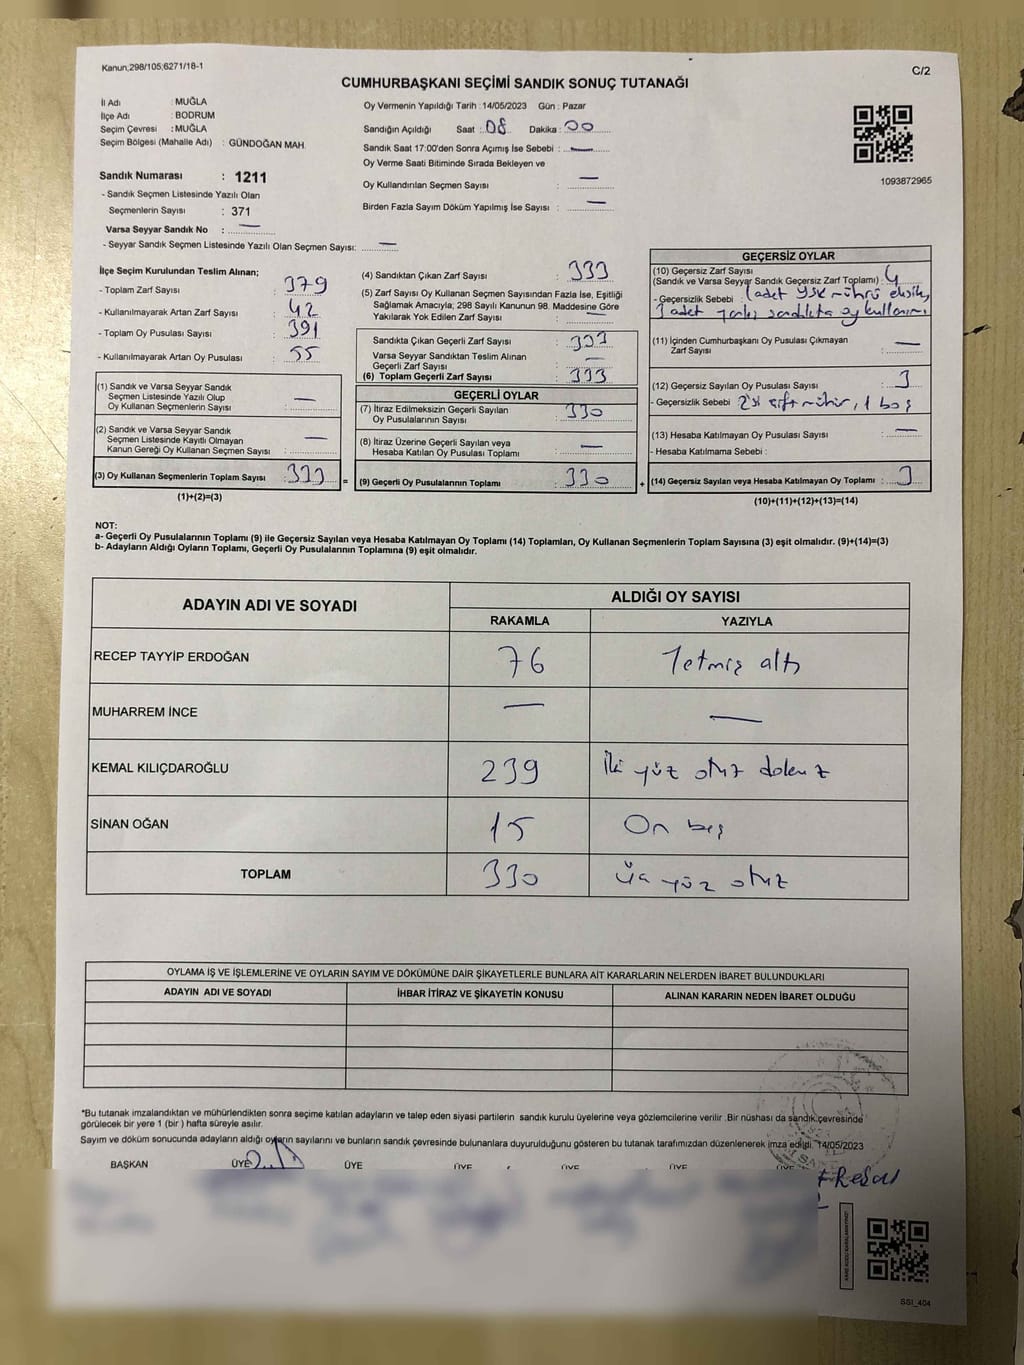 Kanun,298/105,6271/18-1
C/2
CUMHURBAŞKANI SEÇİMİ SANDIK SONUÇ TUTANAĞI
İl Adı : MUĞLA
İlçe Adı : BODRUM
Seçim Çevresi : MUĞLA
Seçim Bölgesi (Mahalle Adı) : GÜNDOĞAN MAH.
Sandık Numarası : 1211
- Sandık Seçmen Listesinde Yazılı Olan
Seçmenlerin Sayısı : 371
Varsa Seyyar Sandık No : —
- Seyyar Sandık Seçmen Listesinde Yazılı Olan Seçmen Sayısı: —
Oy Vermenin Yapıldığı Tarih : 14/05/2023 Gün : Pazar
Sandığın Açıldığı Saat : 08 Dakika : 00
Sandık Saat 17:00'den Sonra Açımış İse Sebebi : —
Oy Verme Saati Bitiminde Sırada Bekleyen ve
Oy Kullandırılan Seçmen Sayısı : —
Birden Fazla Sayım Döküm Yapılmış İse Sayısı : —
1093872965
İlçe Seçim Kurulundan Teslim Alınan;
- Toplam Zarf Sayısı : 379
- Kullanılmayarak Artan Zarf Sayısı : 42
- Toplam Oy Pusulası Sayısı : 391
- Kullanılmayarak Artan Oy Pusulası : 55
(1) Sandık ve Varsa Seyyar Sandık
Seçmen Listesinde Yazılı Olup
Oy Kullanan Seçmenlerin Sayısı : —
(2) Sandık ve Varsa Seyyar Sandık
Seçmen Listesinde Kayıtlı Olmayan
Kanun Gereği Oy Kullanan Seçmen Sayısı : —
(3) Oy Kullanan Seçmenlerin Toplam Sayısı : 333
(1)+(2)=(3)
(4) Sandıktan Çıkan Zarf Sayısı : 333
(5) Zarf Sayısı Oy Kullanan Seçmen Sayısından Fazla İse, Eşitliği
Sağlamak Amacıyla; 298 Sayılı Kanunun 98. Maddesine Göre
Yakılarak Yok Edilen Zarf Sayısı : —
Sandıkta Çıkan Geçerli Zarf Sayısı : 333
Varsa Seyyar Sandıktan Teslim Alınan
Geçerli Zarf Sayısı : —
(6) Toplam Geçerli Zarf Sayısı : 333
GEÇERLİ OYLAR
(7) İtiraz Edilmeksizin Geçerli Sayılan
Oy Pusulalarının Sayısı : 330
(8) İtiraz Üzerine Geçerli Sayılan veya
Hesaba Katılan Oy Pusulası Toplamı : —
= (9) Geçerli Oy Pusulalarının Toplamı : 330
GEÇERSİZ OYLAR
(10) Geçersiz Zarf Sayısı
(Sandık ve Varsa Seyyar Sandık Geçersiz Zarf Toplamı) : 4
- Geçersizlik Sebebi : 1 adet YSK mührü eksik,
3 adet yanlış sandıkta oy kullanımı
(11) İçinden Cumhurbaşkanı Oy Pusulası Çıkmayan
Zarf Sayısı : —
(12) Geçersiz Sayılan Oy Pusulası Sayısı : 3
- Geçersizlik Sebebi : 2'si çift mühür, 1 boş
(13) Hesaba Katılmayan Oy Pusulası Sayısı : —
- Hesaba Katılmama Sebebi :
+ (14) Geçersiz Sayılan veya Hesaba Katılmayan Oy Toplamı : 3
(10)+(11)+(12)+(13)=(14)
NOT:
a- Geçerli Oy Pusulalarının Toplamı (9) ile Geçersiz Sayılan veya Hesaba Katılmayan Oy Toplamı (14) Toplamları, Oy Kullanan Seçmenlerin Toplam Sayısına (3) eşit olmalıdır. (9)+(14)=(3)
b- Adayların Aldığı Oyların Toplamı, Geçerli Oy Pusulalarının Toplamına (9) eşit olmalıdır.
ADAYIN ADI VE SOYADI ALDIĞI OY SAYISI
RAKAMLA YAZIYLA
RECEP TAYYİP ERDOĞAN 76 Yetmiş altı
MUHARREM İNCE — —
KEMAL KILIÇDAROĞLU 239 İki yüz otuz dokuz
SİNAN OĞAN 15 On beş
TOPLAM 330 üç yüz otuz
OYLAMA İŞ VE İŞLEMLERİNE VE OYLARIN SAYIM VE DÖKÜMÜNE DAİR ŞİKAYETLERLE BUNLARA AİT KARARLARIN NELERDEN İBARET BULUNDUKLARI
ADAYIN ADI VE SOYADI İHBAR İTİRAZ VE ŞİKAYETİN KONUSU ALINAN KARARIN NEDEN İBARET OLDUĞU
*Bu tutanak imzalandıktan ve mühürlendikten sonra seçime katılan adayların ve talep eden siyasi partilerin sandık kurulu üyelerine veya gözlemcilerine verilir .Bir nüshası da sandık çevresinde
görülecek bir yere 1 (bir ) hafta süreyle asılır.
Sayım ve döküm sonucunda adayların aldığı oyların sayılarını ve bunların sandık çevresinde bulunanlara duyurulduğunu gösteren bu tutanak tarafımızdan düzenlenerek imza edildi. 14/05/2023
BAŞKAN ÜYE ÜYE ÜYE ÜYE ÜYE ÜYE
SSI_404